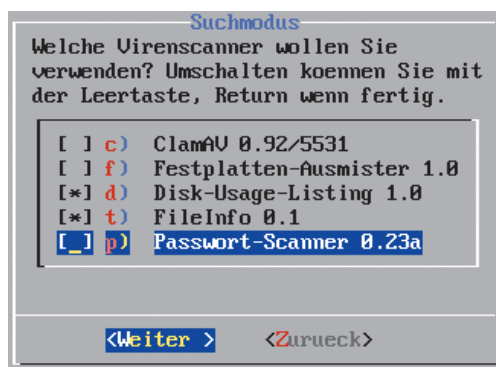 Suchmodus
Welche Virenscanner wollen Sie
verwenden? Umschalten koennen Sie mit
der Leertaste, Return wenn fertig.
[ ] c) ClamAV 0.92/5531
[ ] f) Festplatten-Ausmister 1.0
[*] d) Disk-Usage-Listing 1.0
[*] t) FileInfo 0.1
[_] p) Passwort-Scanner 0.23a
<Weiter > <Zurueck>